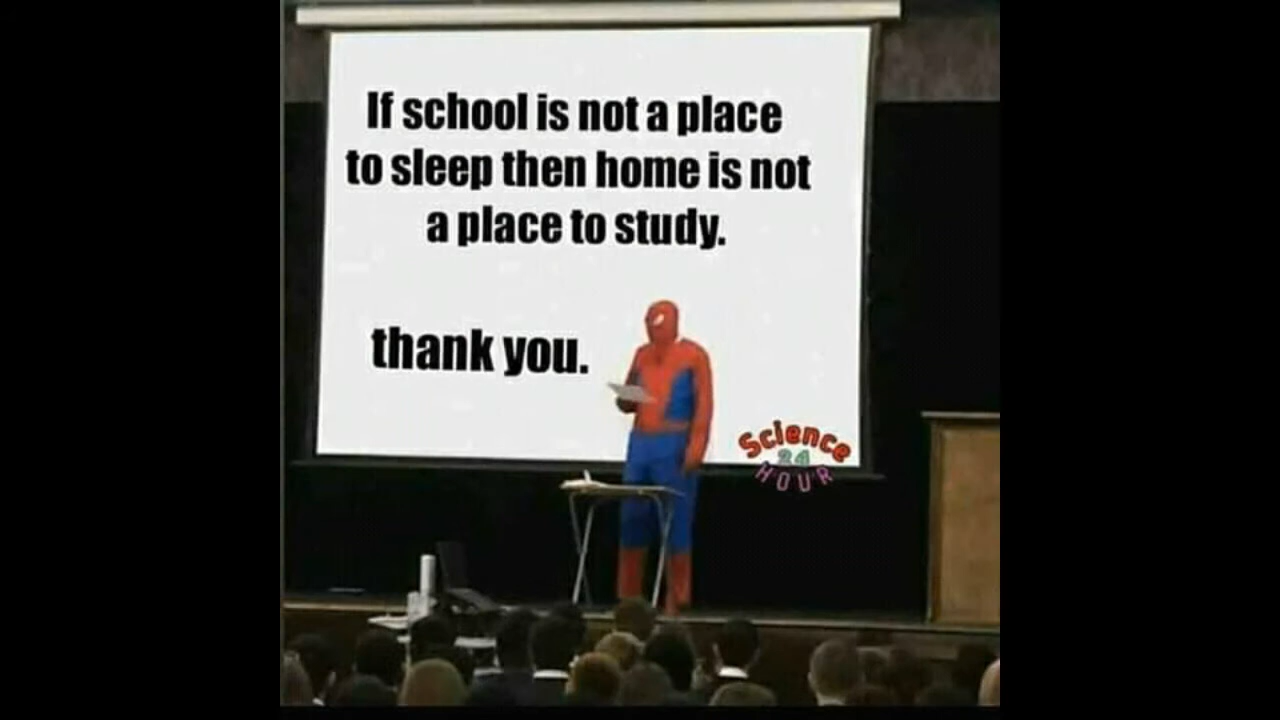 If school is not a place
to sleep then home is not
a place to study.
thank you.
Science
24
HOUR